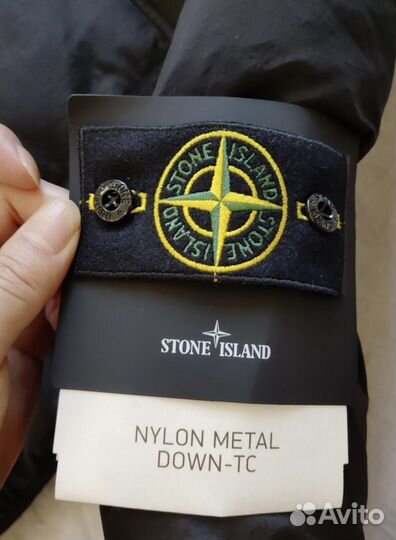 STONE ISLAND
STONE ISLAND
STONE ISLAND
NYLON METAL
DOWN-TC
Avito